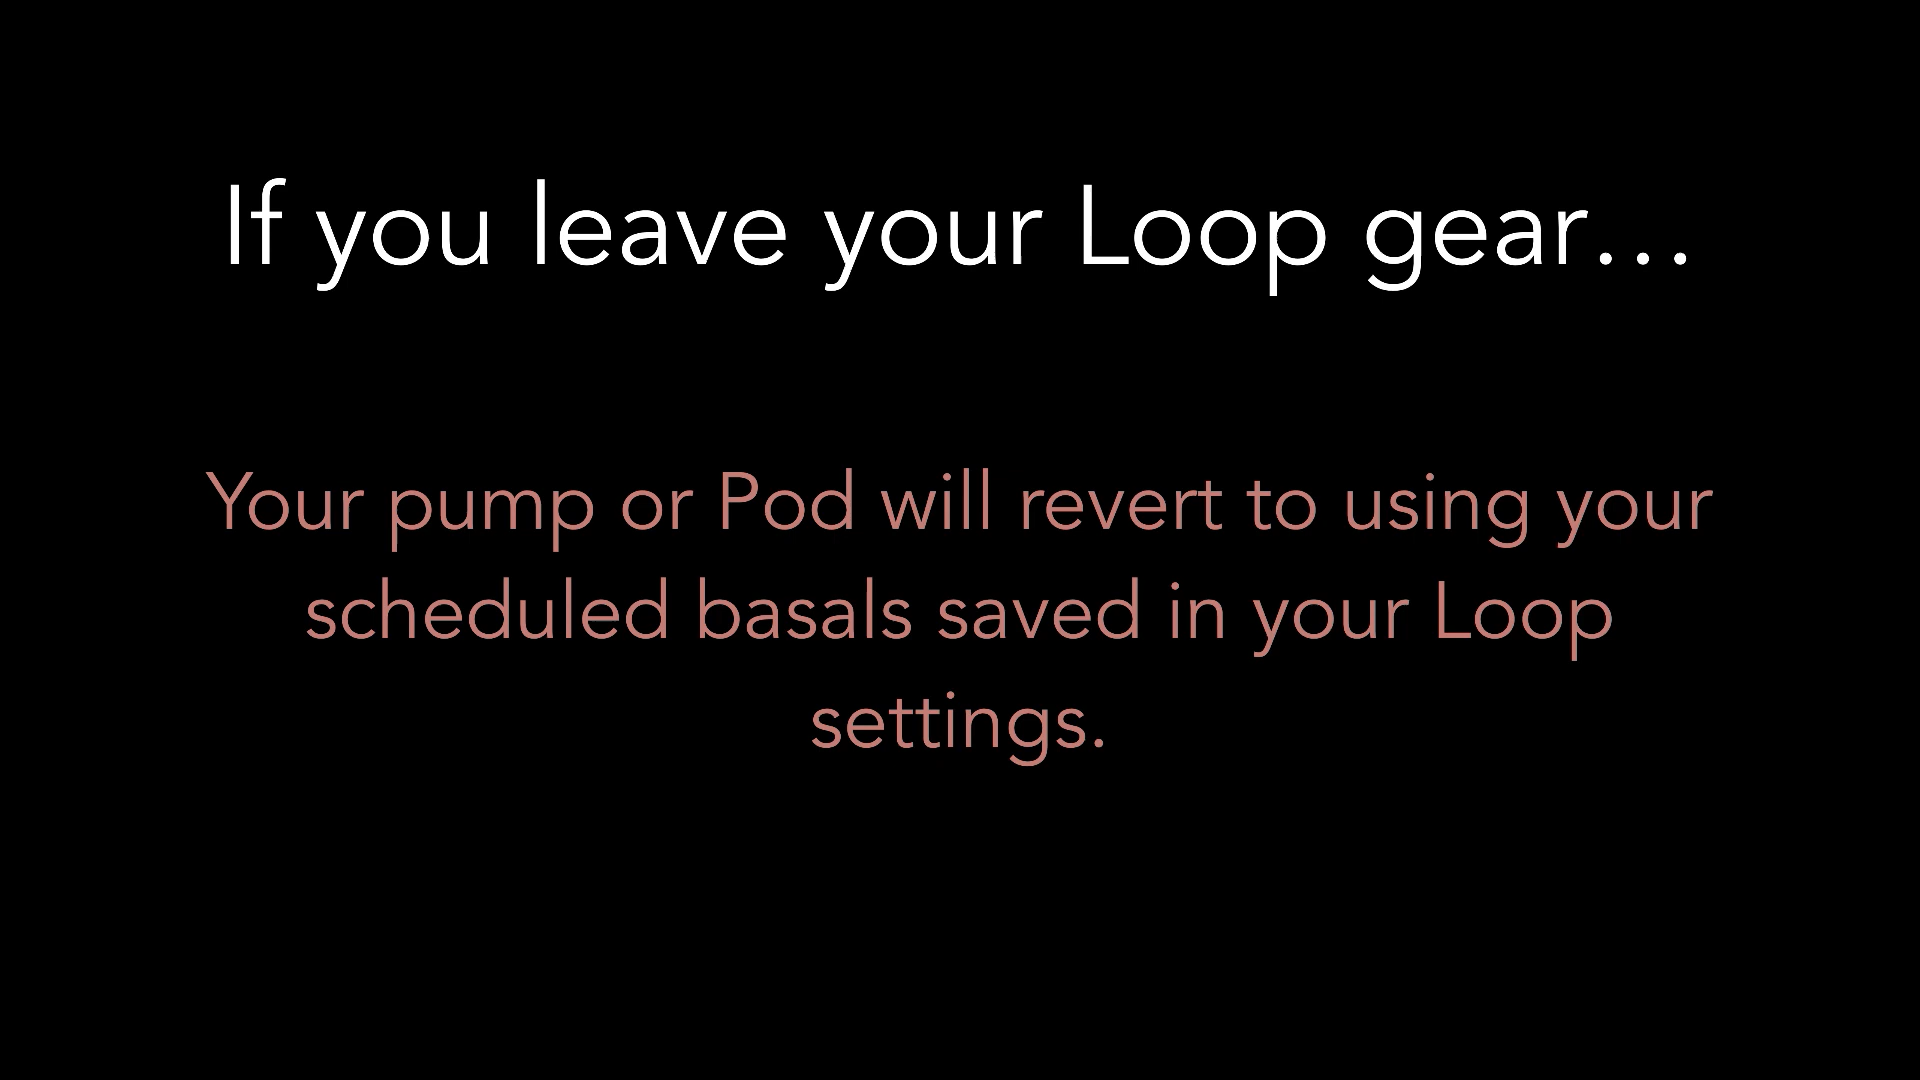 If you leave your Loop gear...
Your pump or Pod will revert to using your
scheduled basals saved in your Loop
settings.